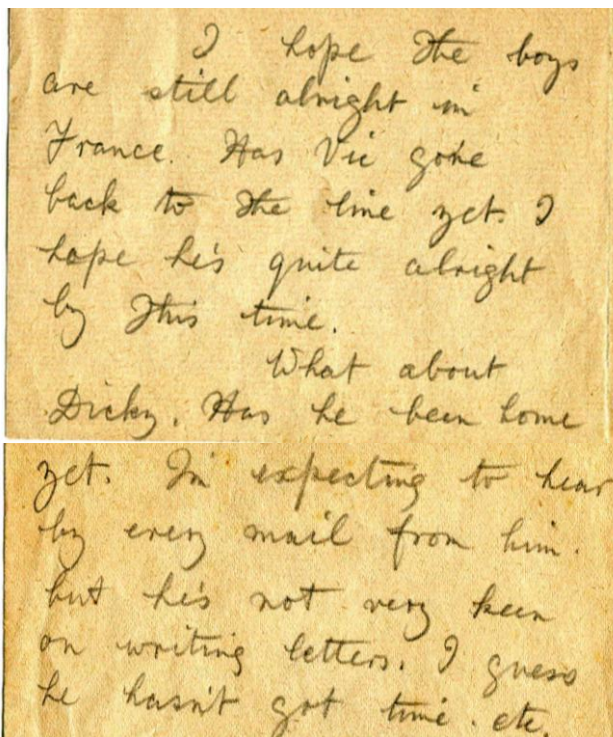 I hope the boys
are still alright in
France. Has Vic gone
back to the line yet. I
hope he's quite alright
by this time.
What about
Dicky. Has he been home
yet. I'm expecting to hear
by every mail from him.
but he's not very keen
on writing letters. I guess
he hasn't got time. etc.